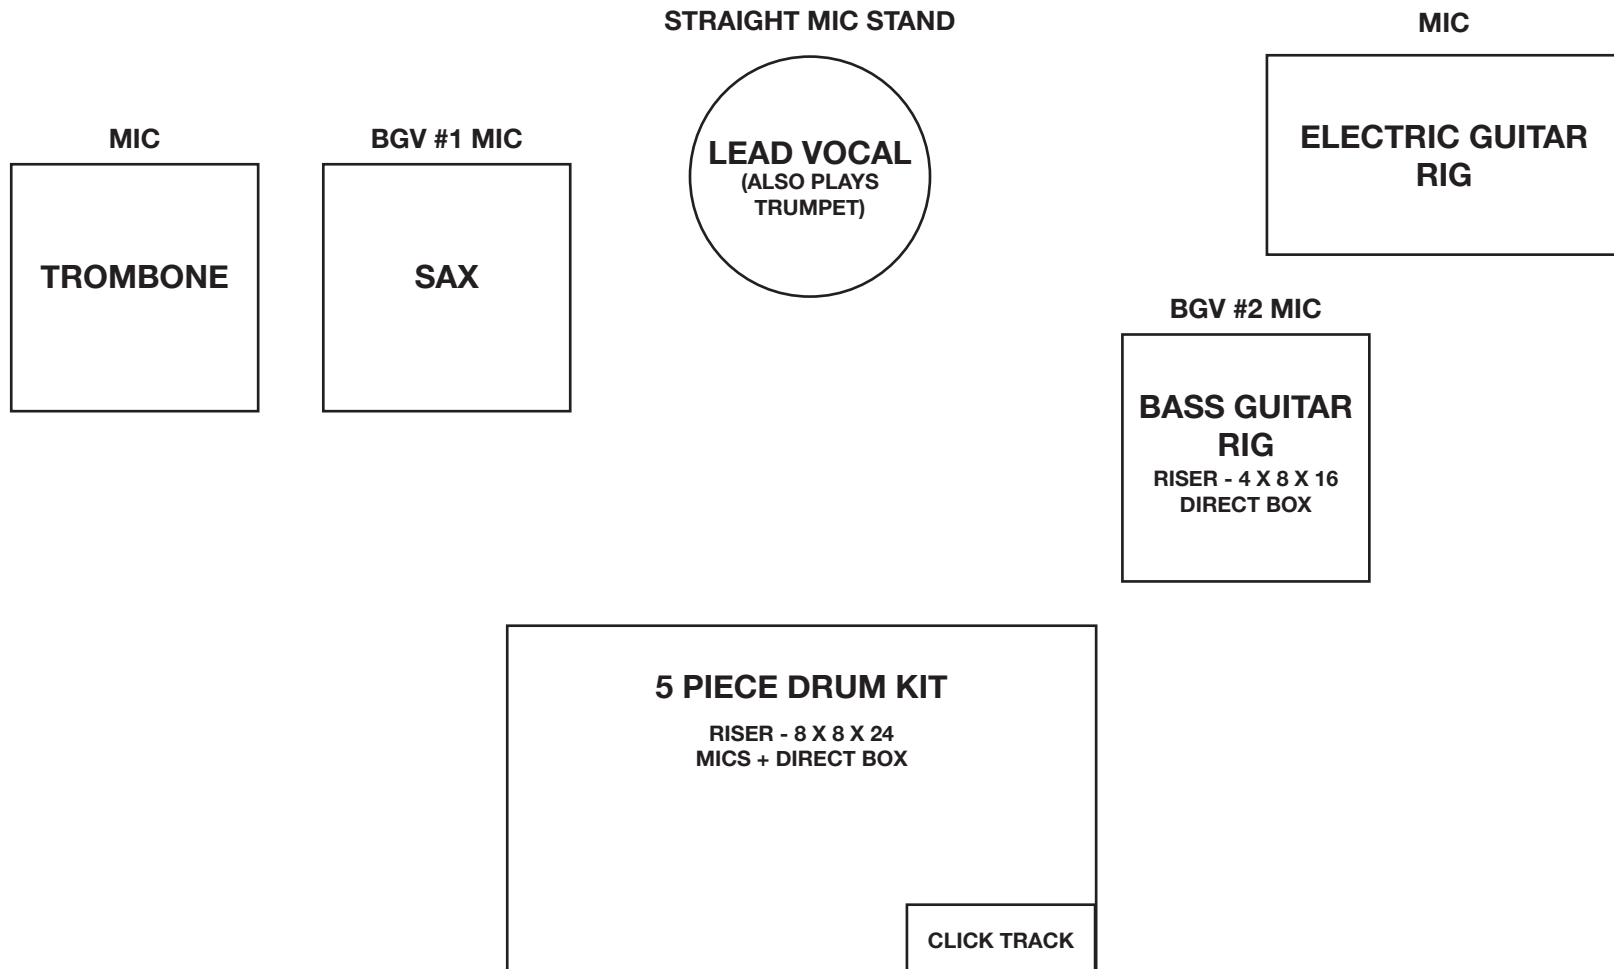 STRAIGHT MIC STAND
MIC
MIC
BGV #1 MIC
LEAD VOCAL
(ALSO PLAYS
TRUMPET)
ELECTRIC GUITAR
RIG
TROMBONE
SAX
BGV #2 MIC
BASS GUITAR
RIG
RISER - 4 X 8 X 16
DIRECT BOX
5 PIECE DRUM KIT
RISER - 8 X 8 X 24
MICS + DIRECT BOX
CLICK TRACK